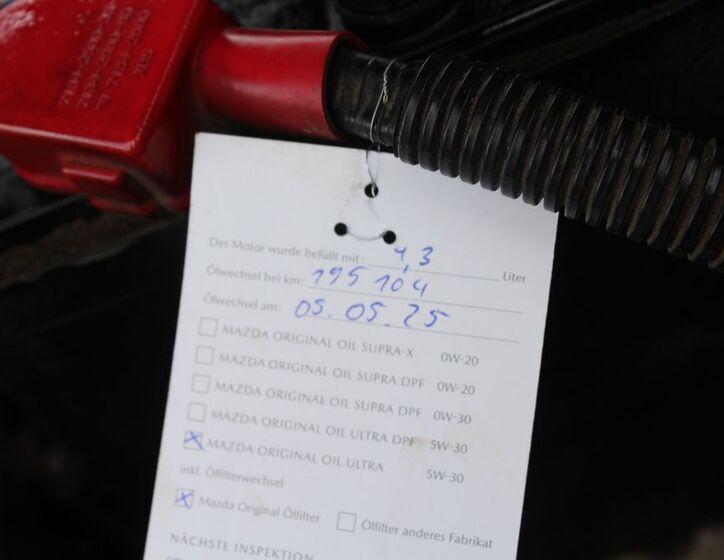 Der Motor wurde befüllt mit: 4,3 Liter
Ölwechsel bei km: 195 104
Ölwechsel am: 05.05.25
MAZDA ORIGINAL OIL SUPRA-X 0W-20
MAZDA ORIGINAL OIL SUPRA DPF 0W-20
MAZDA ORIGINAL OIL SUPRA DPF 0W-30
MAZDA ORIGINAL OIL ULTRA DPF 5W-30
MAZDA ORIGINAL OIL ULTRA 5W-30
inkl. Ölfilterwechsel
Mazda Original Ölfilter Ölfilter anderes Fabrikat
NÄCHSTE INSPEKTION